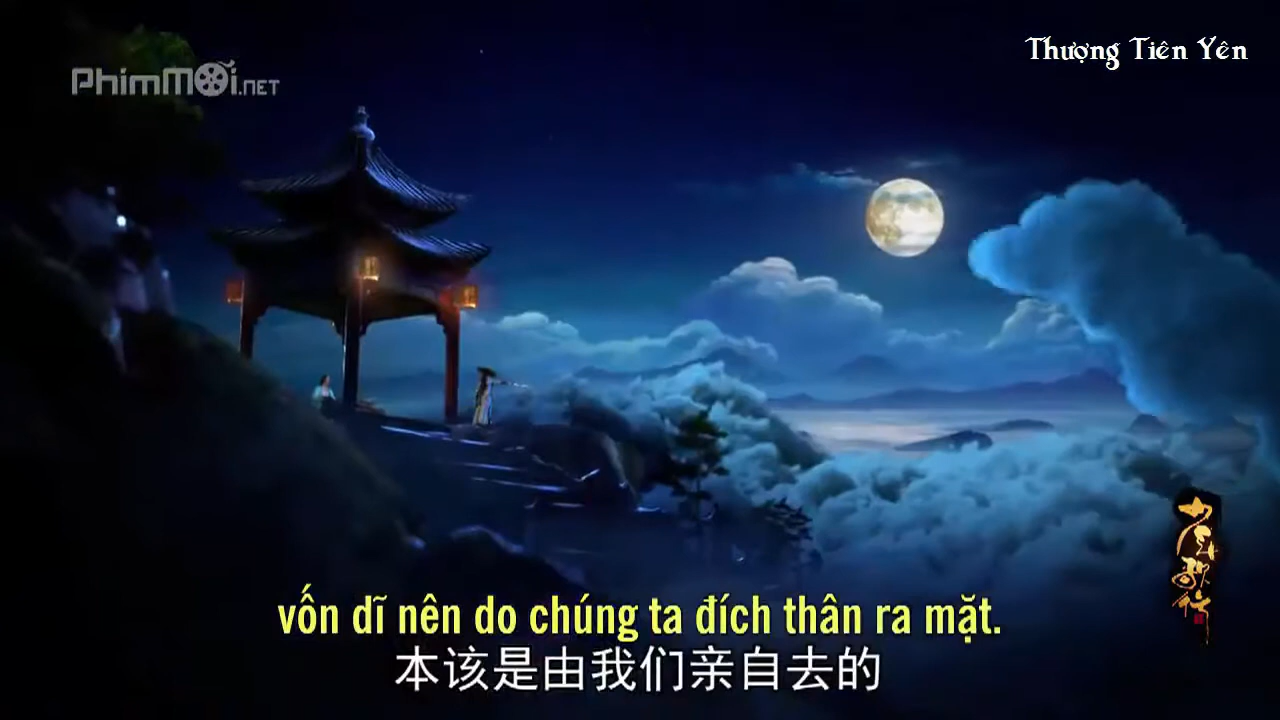 PhimMỡi.NET
Thượng Tiên Yên
vốn dĩ nên do chúng ta đích thân ra mặt.
本该是由我们亲自去的